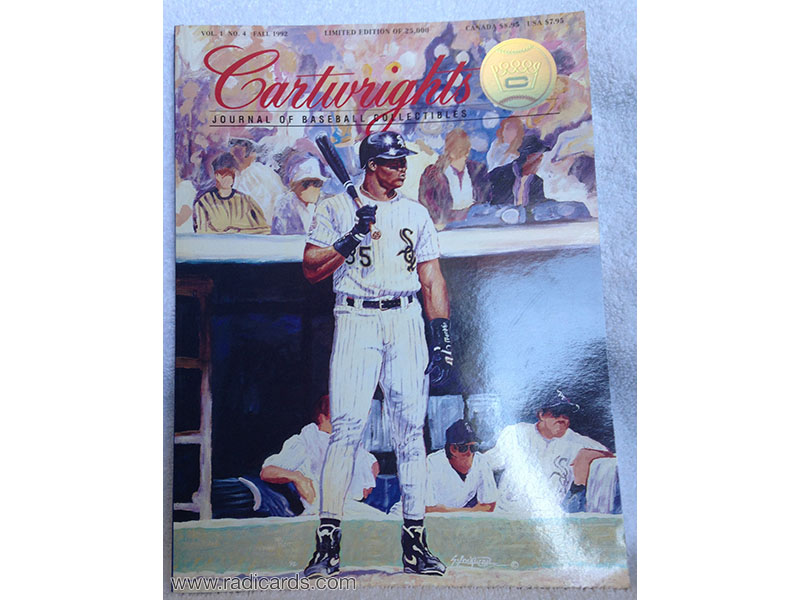 VOL. 1 NO. 4 FALL 1992 LIMITED EDITION OF 25,000 CANADA $8.95 USA $7.95
Cartwrights
JOURNAL OF BASEBALL COLLECTIBLES
C
35
Sox
www.radicards.com